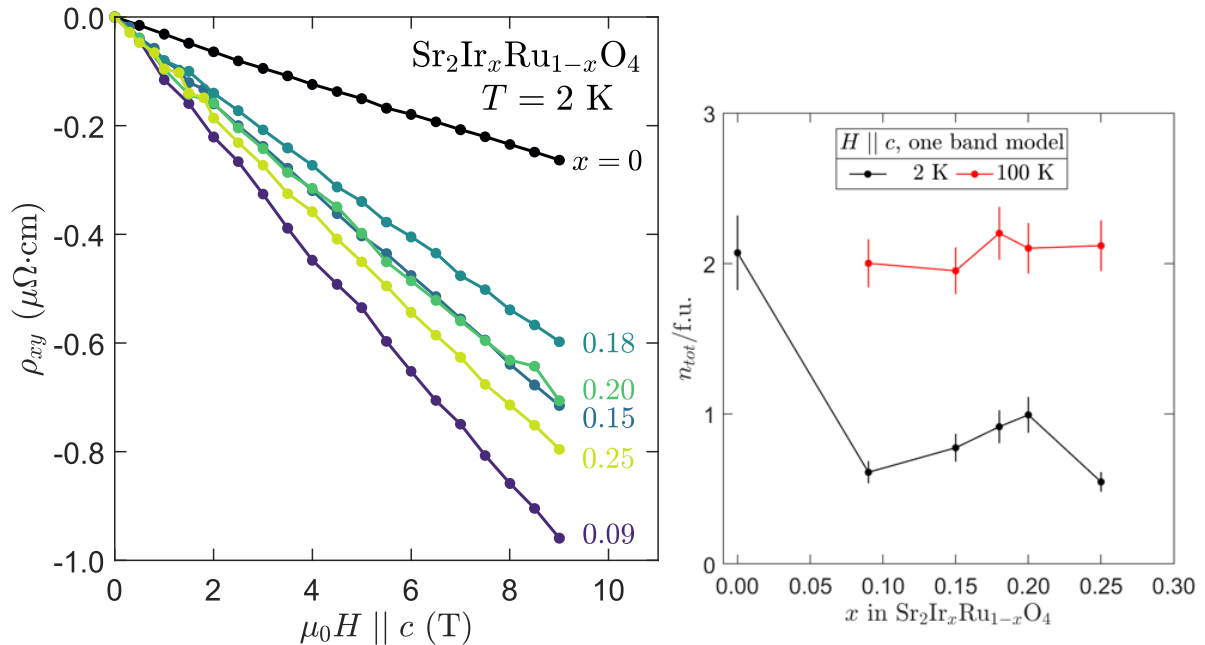 0.0
-0.2
-0.4
-0.6
-0.8
-1.0
ρxy (μΩ·cm)
Sr2IrxRu1−xO4
T = 2 K
x = 0
0.18
0.20
0.15
0.25
0.09
0 2 4 6 8 10
μ0H || c (T)
3
2
1
0
ntot/f.u.
H || c, one band model
2 K 100 K
0.00 0.05 0.10 0.15 0.20 0.25 0.30
x in Sr2IrxRu1−xO4